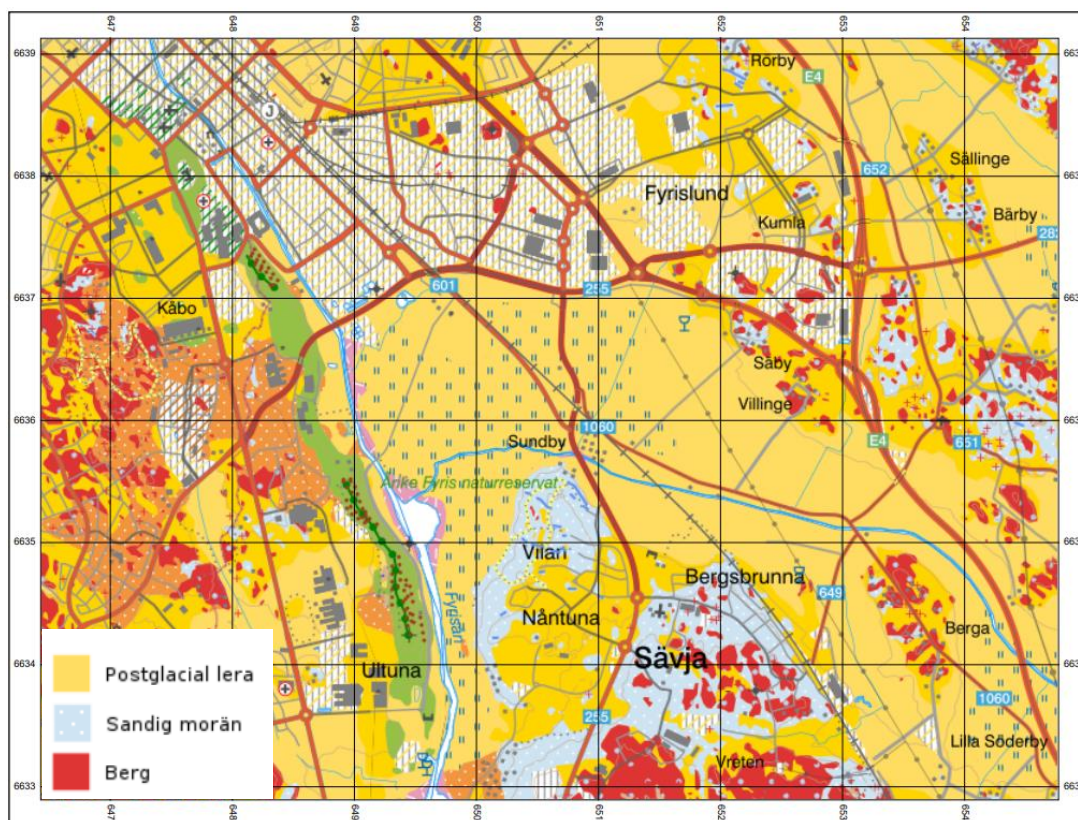 647
648
649
650
651
652
653
654
6639
Rörby
E4
J
6638
652
Sällinge
Fyrislund
Bärby
Kumla
282
6637
601
255
Kåbo
Säby
Villinge
6636
Sundby
1060
E4
651
Årike Fyris naturreservat
6635
Vilan
Bergsbrunna
649
Nåntuna
Berga
Fyrisån
Sävja
6634
Ultuna
Postglacial lera
255
1060
Sandig morän
Lilla Söderby
Vreten
Berg
6633
647
648
649
650
651
652
653
654